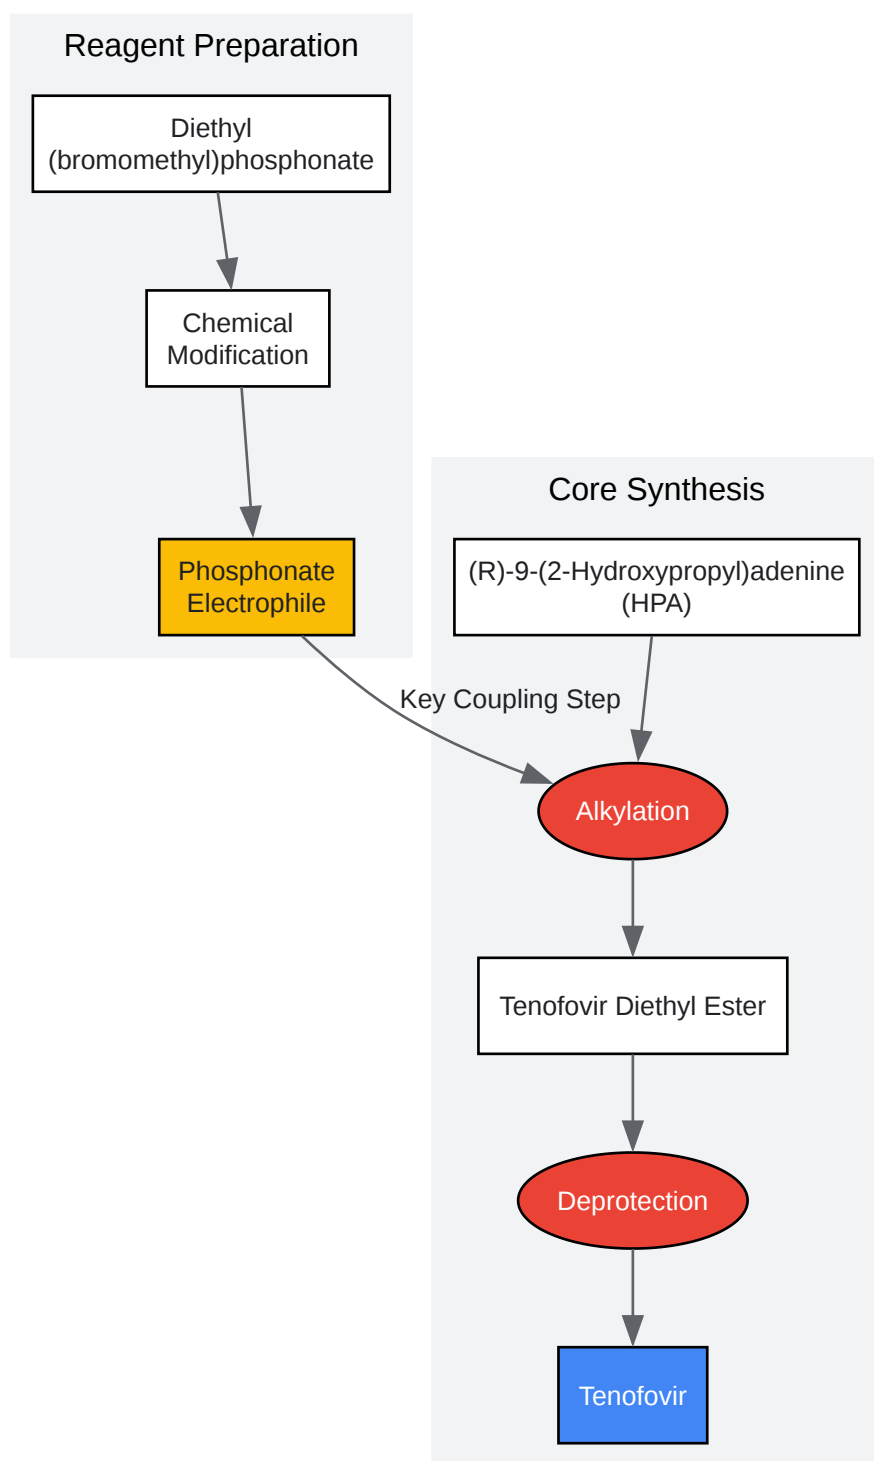 Reagent Preparation
Diethyl
(bromomethyl)phosphonate
Chemical
Modification
Phosphonate
Electrophile
Core Synthesis
(R)-9-(2-Hydroxypropyl)adenine
(HPA)
Key Coupling Step
Alkylation
Tenofovir Diethyl Ester
Deprotection
Tenofovir